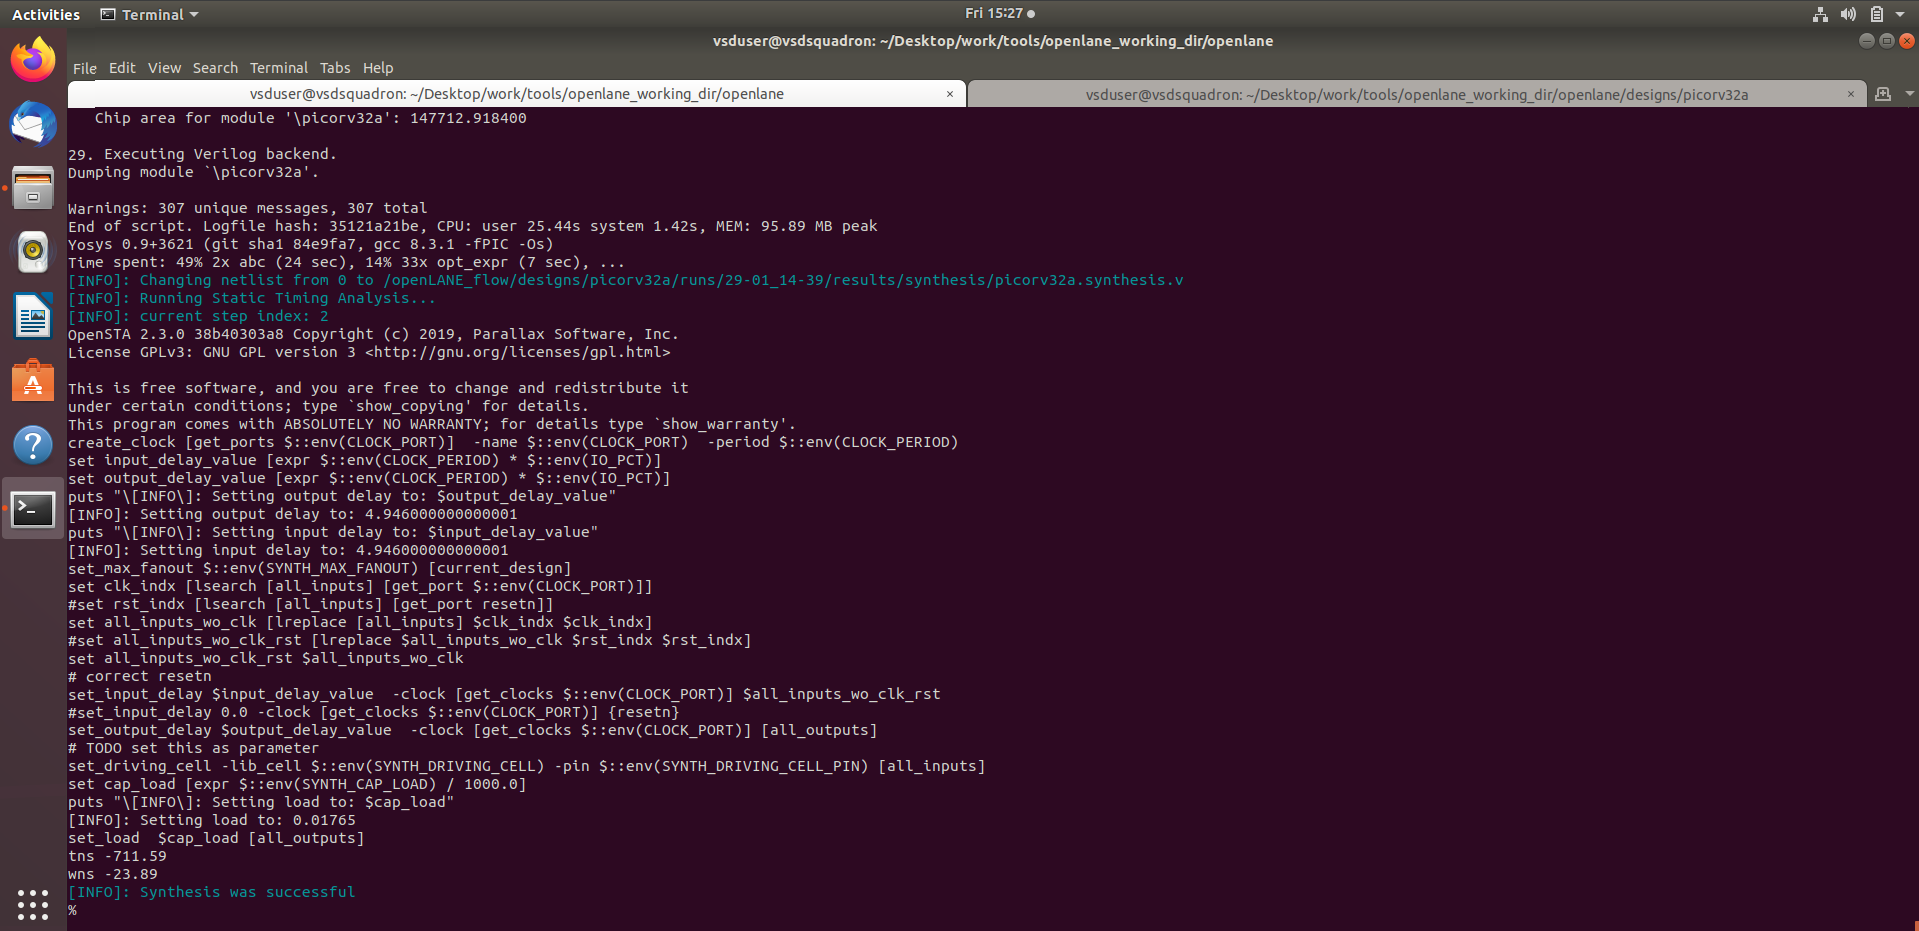 Activities
Terminal
Fri 15:27
vsduser@vsdsquadron: ~/Desktop/work/tools/openlane_working_dir/openlane
File Edit View Search Terminal Tabs Help
vsduser@vsdsquadron: ~/Desktop/work/tools/openlane_working_dir/openlane ×
vsduser@vsdsquadron: ~/Desktop/work/tools/openlane_working_dir/openlane/designs/picorv32a ×
   Chip area for module '\picorv32a': 147712.918400

29. Executing Verilog backend.
Dumping module `\picorv32a'.

Warnings: 307 unique messages, 307 total
End of script. Logfile hash: 35121a21be, CPU: user 25.44s system 1.42s, MEM: 95.89 MB peak
Yosys 0.9+3621 (git sha1 84e9fa7, gcc 8.3.1 -fPIC -Os)
Time spent: 49% 2x abc (24 sec), 14% 33x opt_expr (7 sec), ...
[INFO]: Changing netlist from 0 to /openLANE_flow/designs/picorv32a/runs/29-01_14-39/results/synthesis/picorv32a.synthesis.v
[INFO]: Running Static Timing Analysis...
[INFO]: current step index: 2
OpenSTA 2.3.0 38b40303a8 Copyright (c) 2019, Parallax Software, Inc.
License GPLv3: GNU GPL version 3 <http://gnu.org/licenses/gpl.html>

This is free software, and you are free to change and redistribute it
under certain conditions; type `show_copying' for details.
This program comes with ABSOLUTELY NO WARRANTY; for details type `show_warranty'.
create_clock [get_ports $::env(CLOCK_PORT)]  -name $::env(CLOCK_PORT)  -period $::env(CLOCK_PERIOD)
set input_delay_value [expr $::env(CLOCK_PERIOD) * $::env(IO_PCT)]
set output_delay_value [expr $::env(CLOCK_PERIOD) * $::env(IO_PCT)]
puts "\[INFO\]: Setting output delay to: $output_delay_value"
[INFO]: Setting output delay to: 4.946000000000001
puts "\[INFO\]: Setting input delay to: $input_delay_value"
[INFO]: Setting input delay to: 4.946000000000001
set_max_fanout $::env(SYNTH_MAX_FANOUT) [current_design]
set clk_indx [lsearch [all_inputs] [get_port $::env(CLOCK_PORT)]]
#set rst_indx [lsearch [all_inputs] [get_port resetn]]
set all_inputs_wo_clk [lreplace [all_inputs] $clk_indx $clk_indx]
#set all_inputs_wo_clk_rst [lreplace $all_inputs_wo_clk $rst_indx $rst_indx]
set all_inputs_wo_clk_rst $all_inputs_wo_clk
# correct resetn
set_input_delay $input_delay_value  -clock [get_clocks $::env(CLOCK_PORT)] $all_inputs_wo_clk_rst
#set_input_delay 0.0 -clock [get_clocks $::env(CLOCK_PORT)] {resetn}
set_output_delay $output_delay_value  -clock [get_clocks $::env(CLOCK_PORT)] [all_outputs]
# TODO set this as parameter
set_driving_cell -lib_cell $::env(SYNTH_DRIVING_CELL) -pin $::env(SYNTH_DRIVING_CELL_PIN) [all_inputs]
set cap_load [expr $::env(SYNTH_CAP_LOAD) / 1000.0]
puts "\[INFO\]: Setting load to: $cap_load"
[INFO]: Setting load to: 0.01765
set_load  $cap_load [all_outputs]
tns -711.59
wns -23.89
[INFO]: Synthesis was successful
%